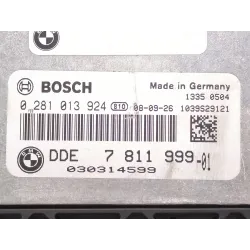 BOSCH
Made in Germany
1335 0504
0 281 013 924 S10 08-09-26 1039S29121
DDE 7 811 999-01
030314599